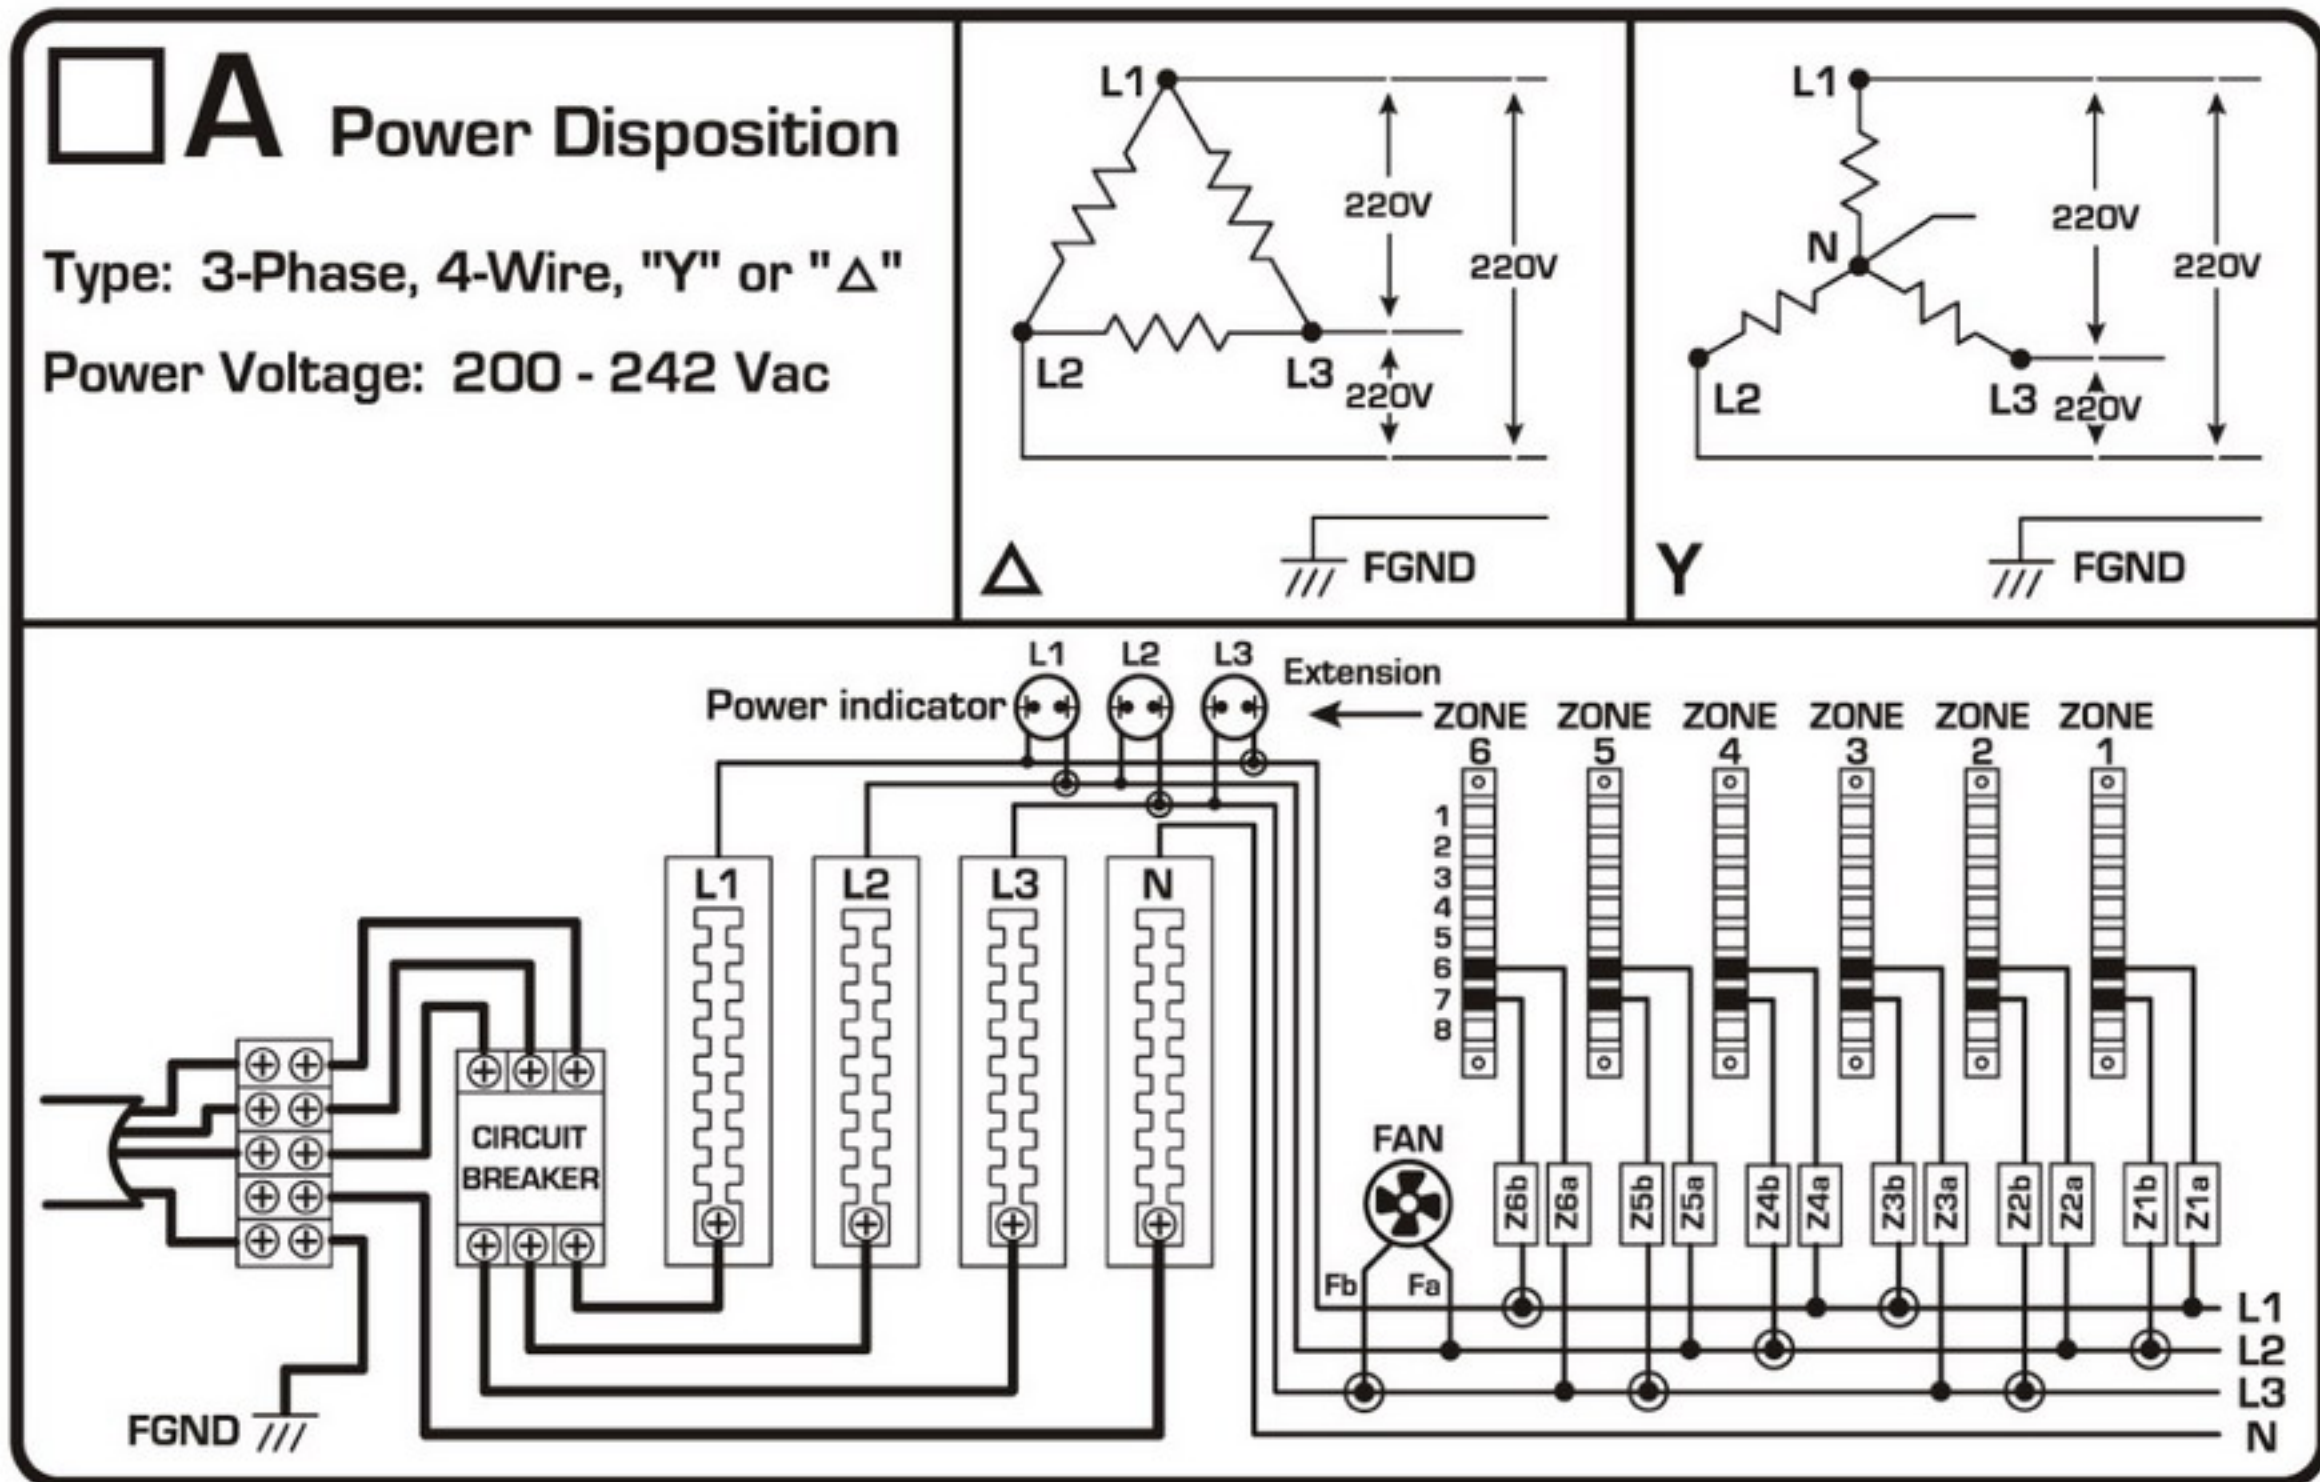 A Power Disposition
Type: 3-Phase, 4-Wire, "Y" or "△"
Power Voltage: 200 - 242 Vac
L1
220V
220V
L2
L3
220V
FGND
△
L1
220V
N
220V
L2
L3
220V
FGND
Y
L1 L2 L3
Power indicator
Extension
ZONE 6
ZONE 5
ZONE 4
ZONE 3
ZONE 2
ZONE 1
1
2
3
4
5
6
7
8
L1
L2
L3
N
CIRCUIT
BREAKER
FGND
FAN
Fb Fa
Z6b Z6a Z5b Z5a Z4b Z4a Z3b Z3a Z2b Z2a Z1b Z1a
L1
L2
L3
N